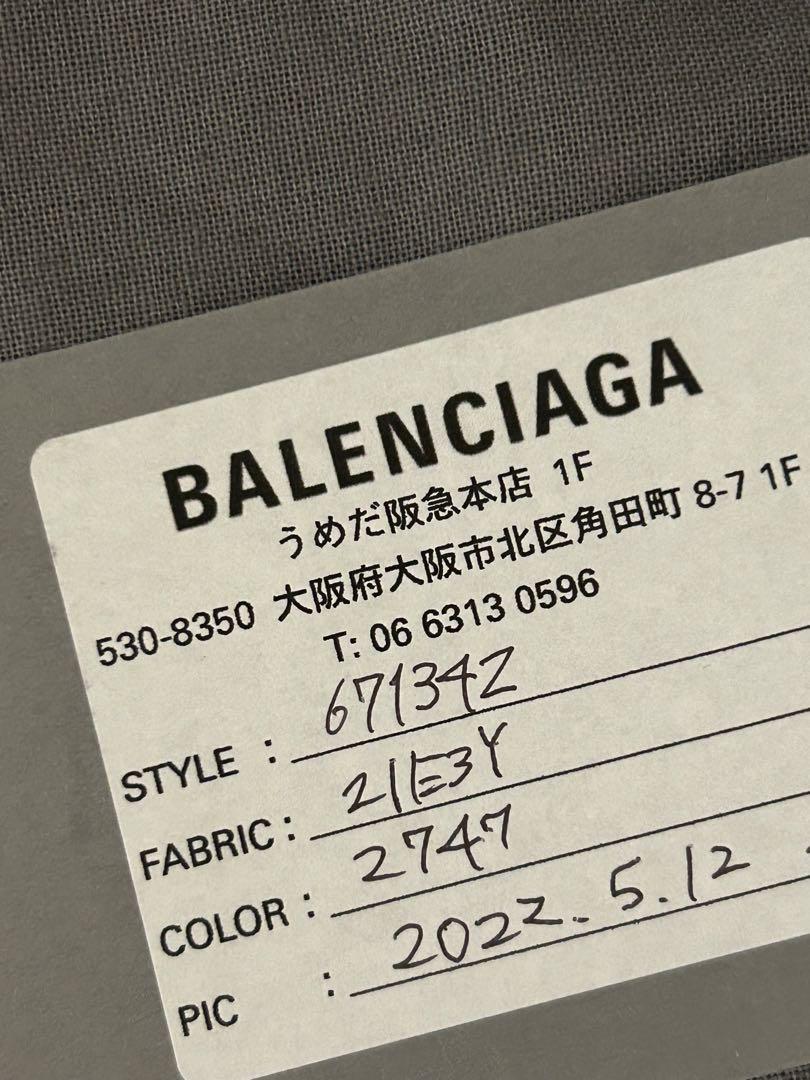 BALENCIAGA
うめだ阪急本店 1F
530-8350 大阪府大阪市北区角田町 8-7 1F
T: 06 6313 0596
STYLE : 671342
FABRIC : 21E3Y
COLOR : 2747
PIC : 2022.5.12